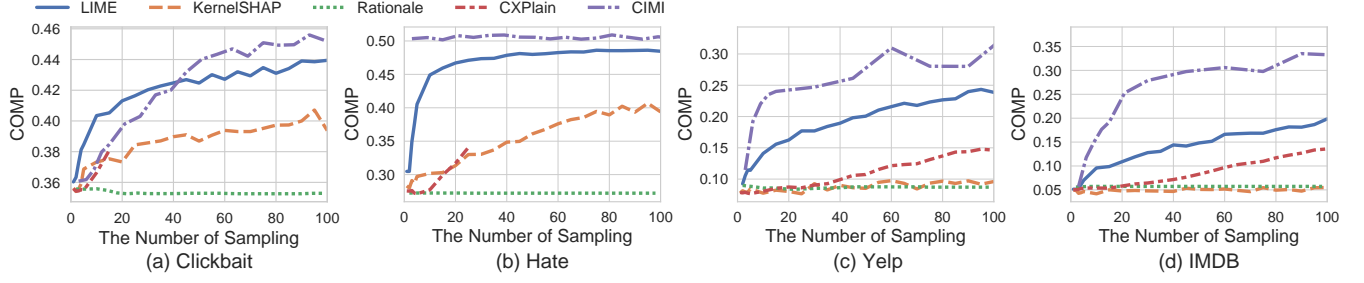 LIME KernelSHAP Rationale CXPlain CIMI
COMP
0.46
0.44
0.42
0.40
0.38
0.36
0 20 40 60 80 100
The Number of Sampling
(a) Clickbait
COMP
0.50
0.45
0.40
0.35
0.30
0 20 40 60 80 100
The Number of Sampling
(b) Hate
COMP
0.30
0.25
0.20
0.15
0.10
0 20 40 60 80 100
The Number of Sampling
(c) Yelp
COMP
0.35
0.30
0.25
0.20
0.15
0.10
0.05
0 20 40 60 80 100
The Number of Sampling
(d) IMDB